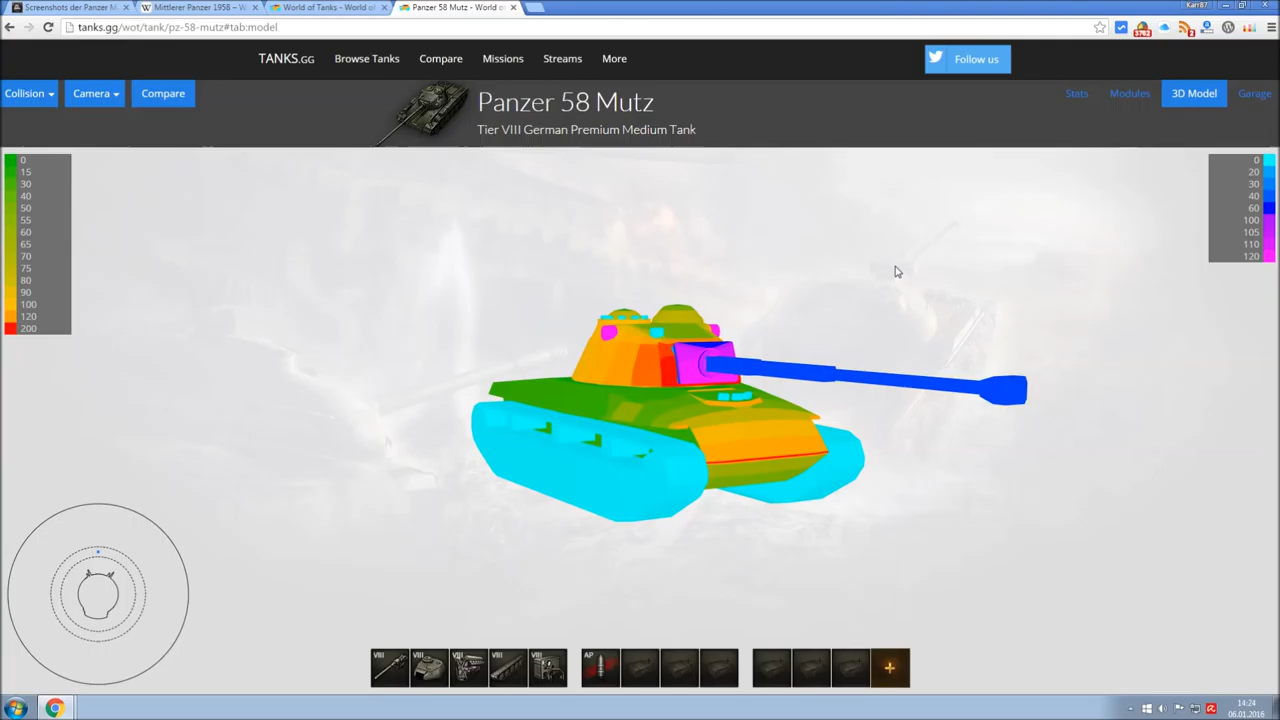 Screenshots der Panzer M
Mittlerer Panzer 1958 – W
World of Tanks - World of
Panzer 58 Mutz - World o
Karr87
tanks.gg/wot/tank/pz-58-mutz#tab:model
3762
2
TANKS.GG
Browse Tanks
Compare
Missions
Streams
More
Follow us
Collision
Camera
Compare
Panzer 58 Mutz
Tier VIII German Premium Medium Tank
Stats
Modules
3D Model
Garage
0
15
30
40
50
55
60
65
70
75
80
90
100
120
200
0
20
30
40
60
100
105
110
120
VIII
VIII
VIII
VIII
VIII
AP
14:24
06.01.2016